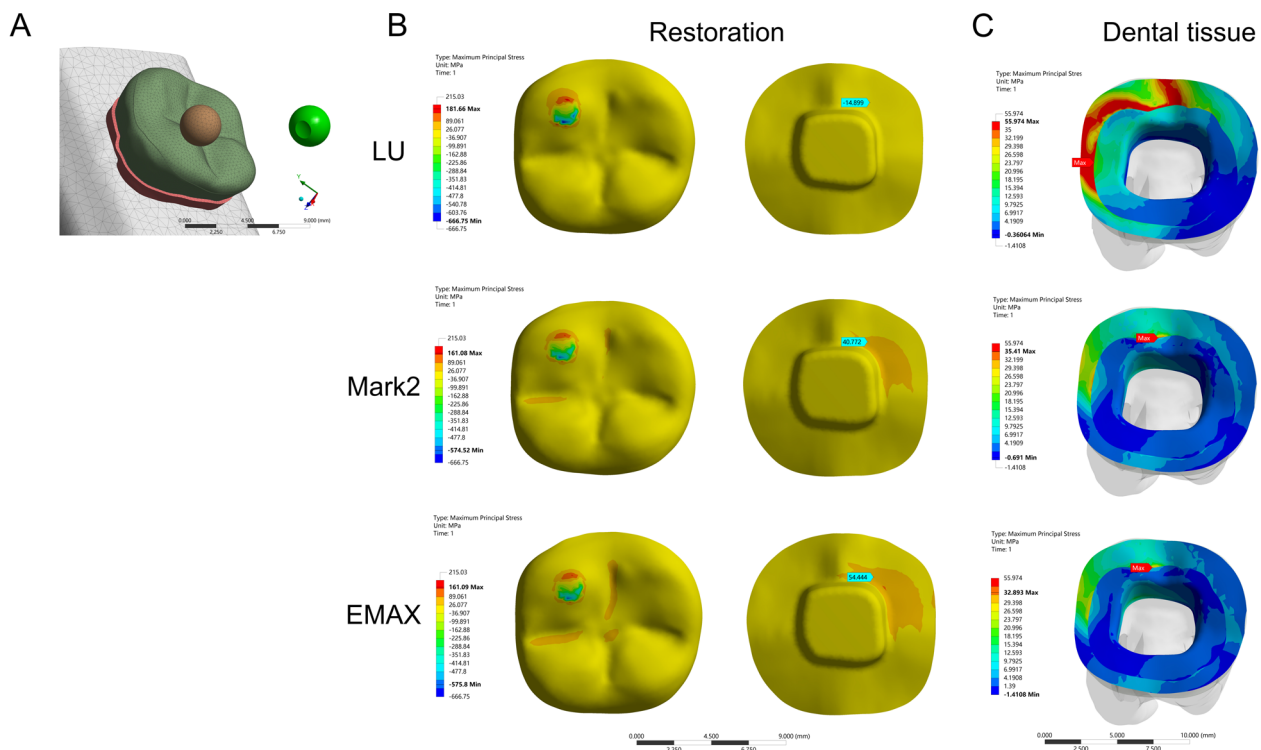 A
B
C
Restoration
Dental tissue
Y
Z
0.000
4.500
9.000 (mm)
2.250
6.750
LU
Type: Maximum Principal Stress
Unit: MPa
Time: 1
215.03
181.66 Max
89.061
26.077
-36.907
-99.891
-162.88
-225.86
-288.84
-351.83
-414.81
-477.8
-540.78
-603.76
-666.75 Min
-666.75
-14.899
Type: Maximum Principal Stress
Unit: MPa
Time: 1
55.974
55.974 Max
35
32.199
29.398
26.598
23.797
20.996
18.195
15.394
12.593
9.7925
6.9917
4.1909
-0.36064 Min
-1.4108
Max
Mark2
Type: Maximum Principal Stress
Unit: MPa
Time: 1
215.03
161.08 Max
89.061
26.077
-36.907
-99.891
-162.88
-225.86
-288.84
-351.83
-414.81
-477.8
-574.52 Min
-666.75
40.772
Type: Maximum Principal Stress
Unit: MPa
Time: 1
55.974
35.41 Max
29.398
26.598
23.797
20.996
18.195
15.394
12.593
9.7925
6.9917
4.1909
-0.691 Min
-1.4108
Max
EMAX
Type: Maximum Principal Stress
Unit: MPa
Time: 1
215.03
161.09 Max
89.061
26.077
-36.907
-99.891
-162.88
-225.86
-288.84
-351.83
-414.81
-477.8
-575.8 Min
-666.75
54.444
Type: Maximum Principal Stress
Unit: MPa
Time: 1
55.974
32.893 Max
29.398
26.598
23.797
20.996
18.195
15.394
12.593
9.7925
6.9917
4.1908
1.39
-1.4108 Min
Max
0.000
4.500
9.000 (mm)
2.250
6.750
0.000
5.000
10.000 (mm)
2.500
7.500